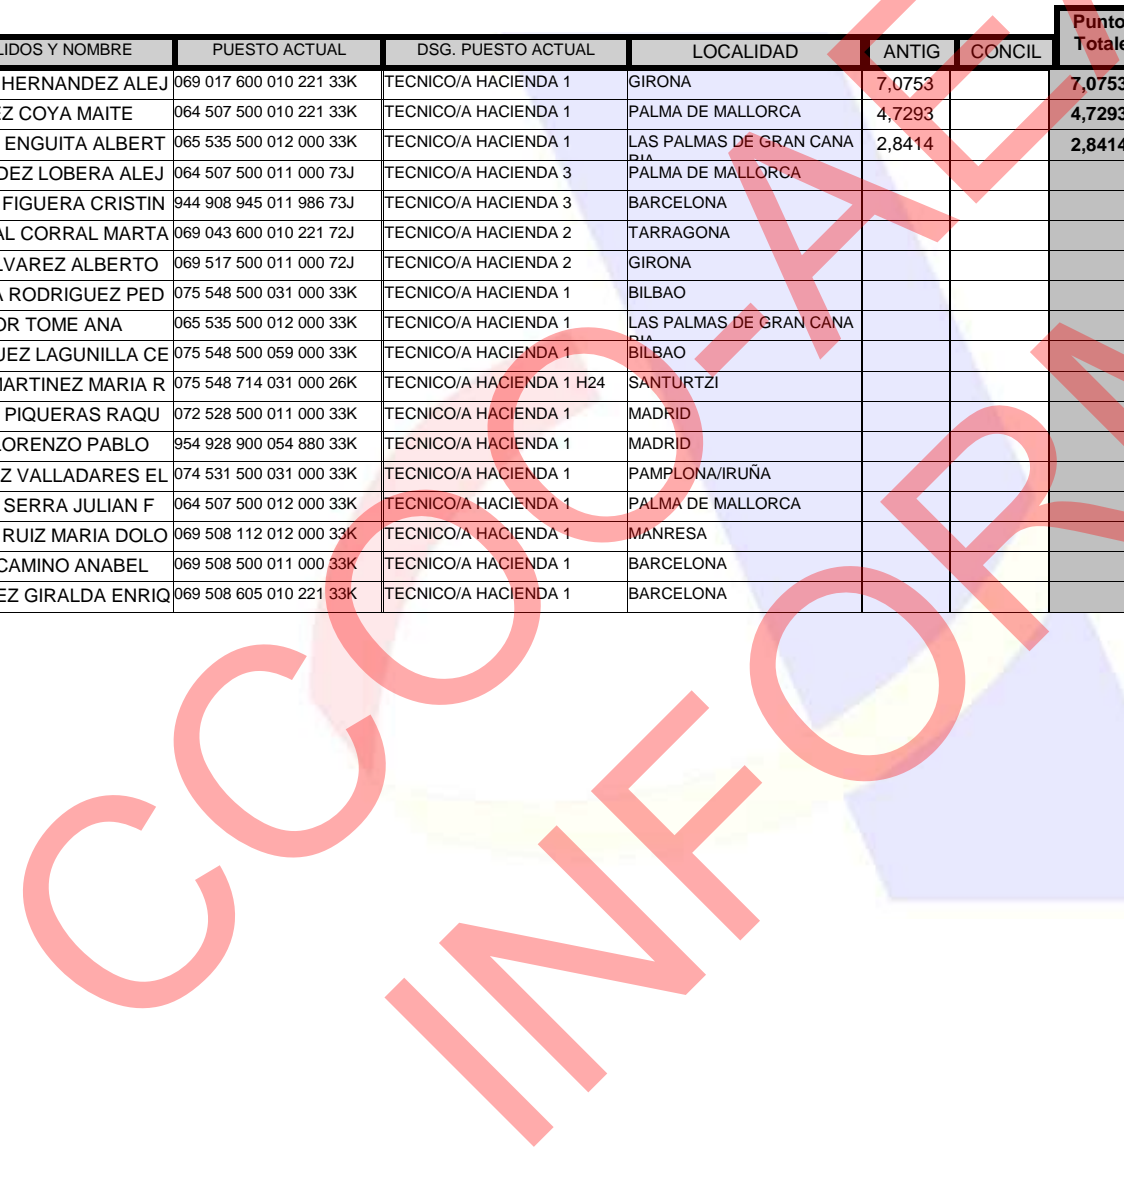 Punto
LIDOS Y NOMBRE PUESTO ACTUAL DSG. PUESTO ACTUAL LOCALIDAD ANTIG CONCIL Totale
HERNANDEZ ALEJ 069 017 600 010 221 33K TECNICO/A HACIENDA 1 GIRONA 7,0753 7,0753
EZ COYA MAITE 064 507 500 010 221 33K TECNICO/A HACIENDA 1 PALMA DE MALLORCA 4,7293 4,7293
ENGUITA ALBERT 065 535 500 012 000 33K TECNICO/A HACIENDA 1 LAS PALMAS DE GRAN CANA 2,8414 2,8414
RIA
DEZ LOBERA ALEJ 064 507 500 011 000 73J TECNICO/A HACIENDA 3 PALMA DE MALLORCA
FIGUERA CRISTIN 944 908 945 011 986 73J TECNICO/A HACIENDA 3 BARCELONA
AL CORRAL MARTA 069 043 600 010 221 72J TECNICO/A HACIENDA 2 TARRAGONA
LVAREZ ALBERTO 069 517 500 011 000 72J TECNICO/A HACIENDA 2 GIRONA
A RODRIGUEZ PED 075 548 500 031 000 33K TECNICO/A HACIENDA 1 BILBAO
OR TOME ANA 065 535 500 012 000 33K TECNICO/A HACIENDA 1 LAS PALMAS DE GRAN CANA
RIA
UEZ LAGUNILLA CE 075 548 500 059 000 33K TECNICO/A HACIENDA 1 BILBAO
MARTINEZ MARIA R 075 548 714 031 000 26K TECNICO/A HACIENDA 1 H24 SANTURTZI
PIQUERAS RAQU 072 528 500 011 000 33K TECNICO/A HACIENDA 1 MADRID
LORENZO PABLO 954 928 900 054 880 33K TECNICO/A HACIENDA 1 MADRID
Z VALLADARES EL 074 531 500 031 000 33K TECNICO/A HACIENDA 1 PAMPLONA/IRUÑA
SERRA JULIAN F 064 507 500 012 000 33K TECNICO/A HACIENDA 1 PALMA DE MALLORCA
RUIZ MARIA DOLO 069 508 112 012 000 33K TECNICO/A HACIENDA 1 MANRESA
CAMINO ANABEL 069 508 500 011 000 33K TECNICO/A HACIENDA 1 BARCELONA
EZ GIRALDA ENRIQ 069 508 605 010 221 33K TECNICO/A HACIENDA 1 BARCELONA
CCOO-AE
INFORM